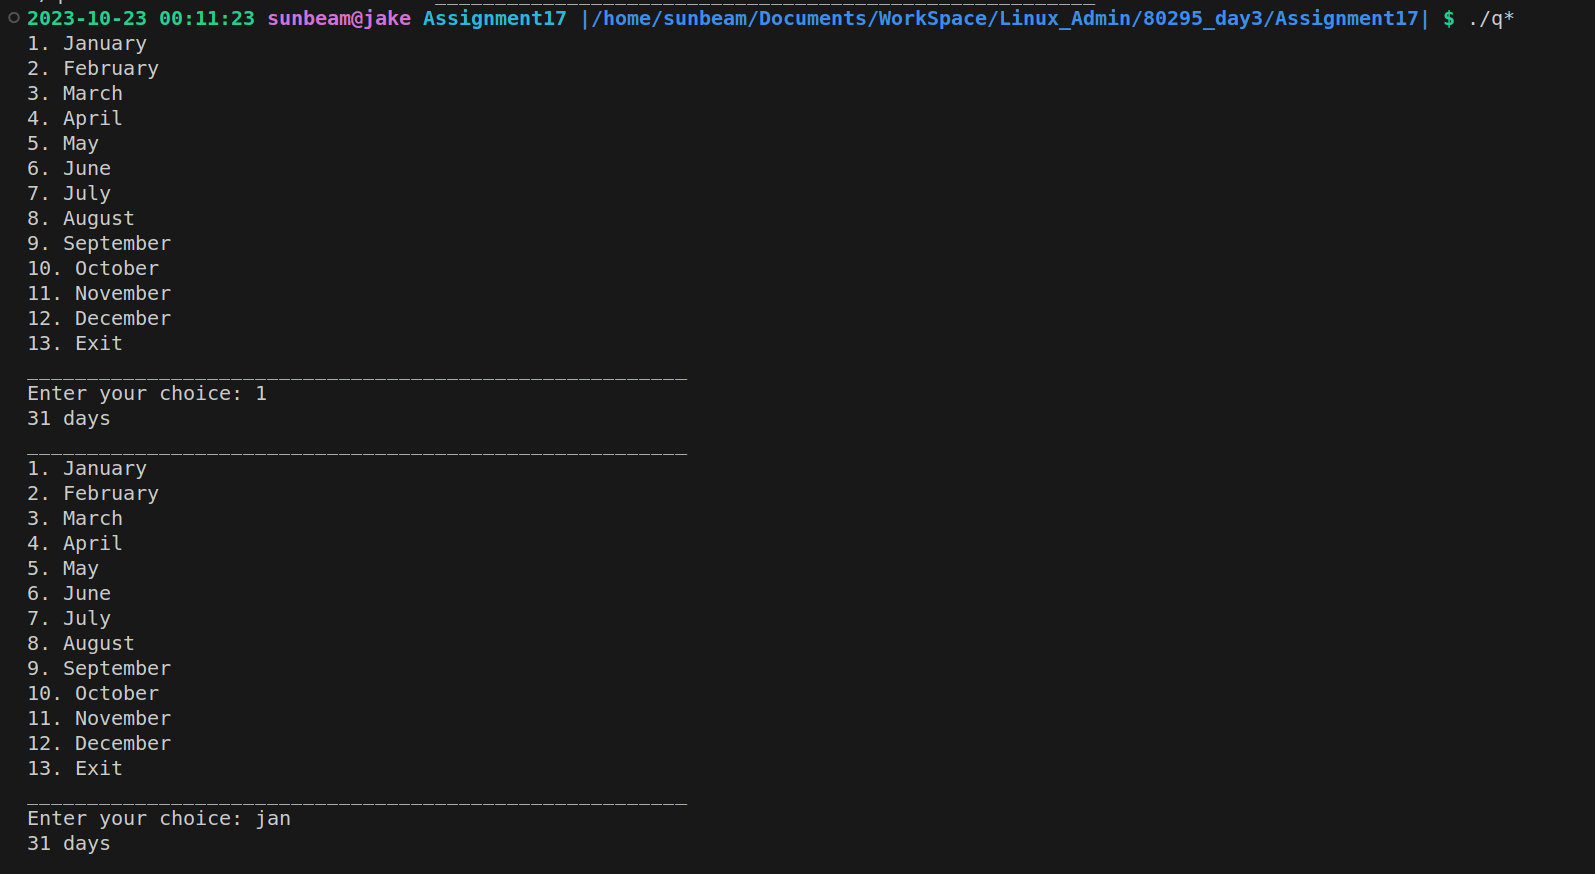 2023-10-23 00:11:23 sunbeam@jake Assignment17 |/home/sunbeam/Documents/WorkSpace/Linux_Admin/80295_day3/Assignment17| $ ./q*
1. January
2. February
3. March
4. April
5. May
6. June
7. July
8. August
9. September
10. October
11. November
12. December
13. Exit
_______________________________________________________
Enter your choice: 1
31 days
_______________________________________________________
1. January
2. February
3. March
4. April
5. May
6. June
7. July
8. August
9. September
10. October
11. November
12. December
13. Exit
_______________________________________________________
Enter your choice: jan
31 days